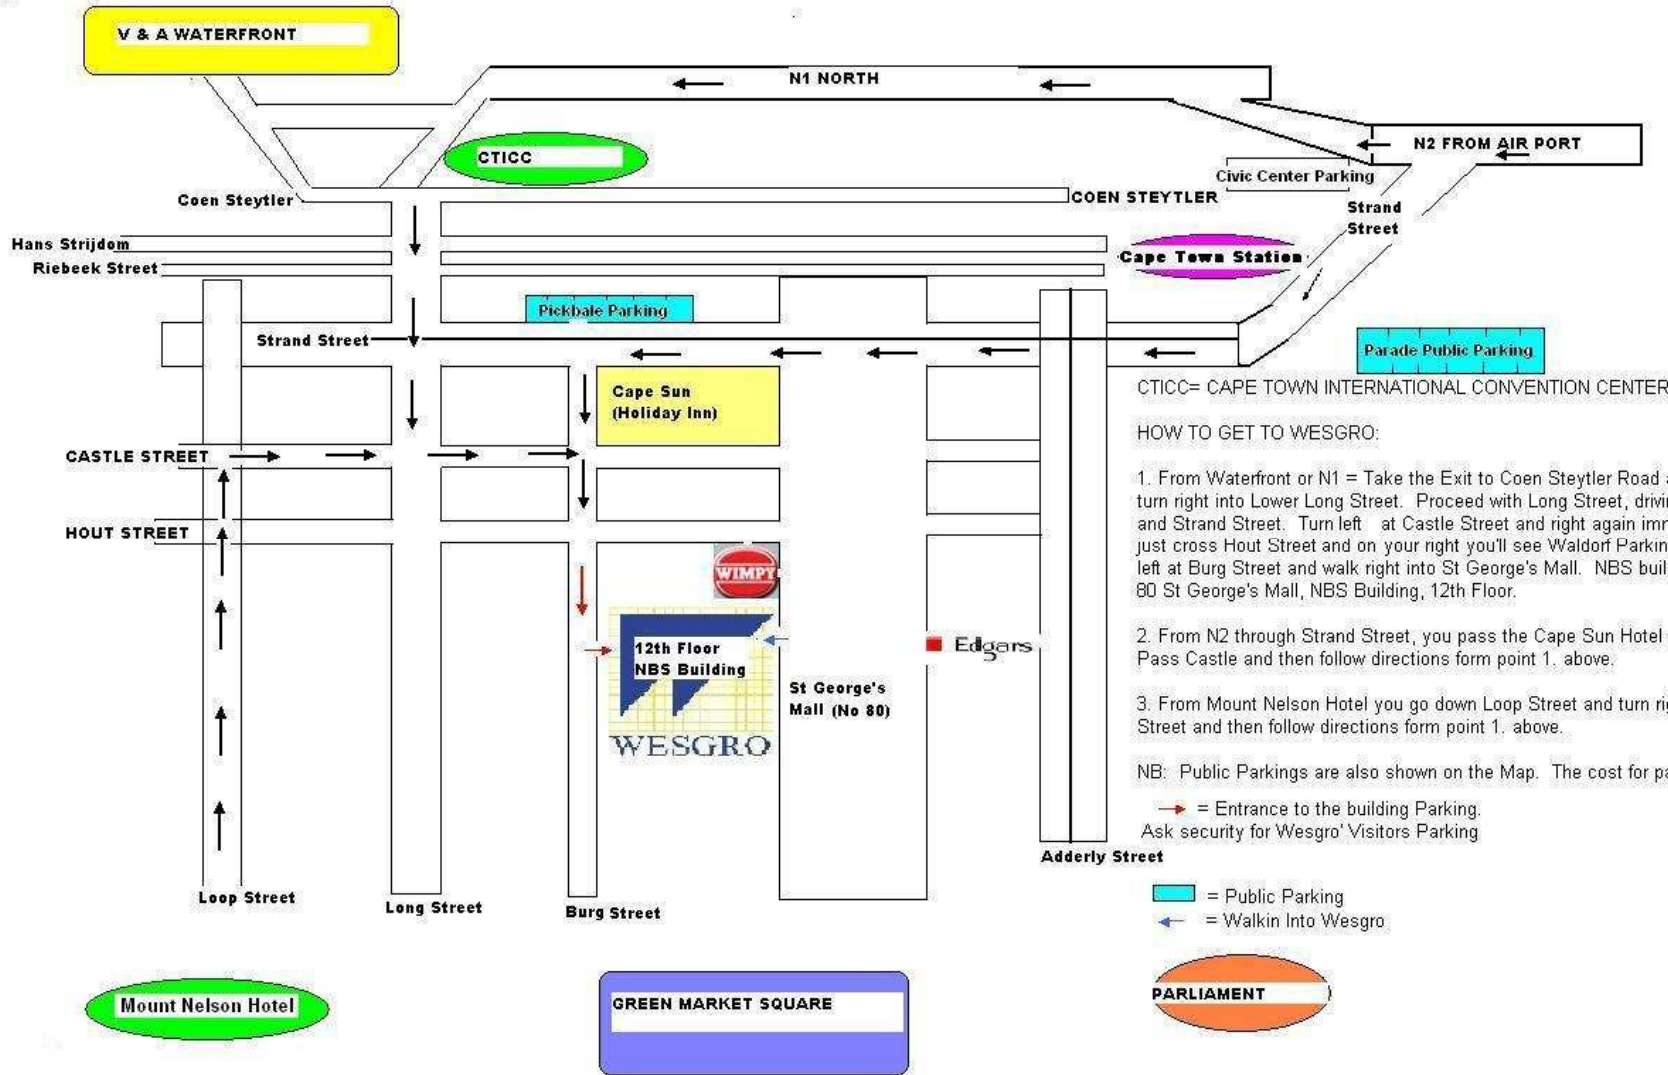 V & A WATERFRONT
N1 NORTH
N2 FROM AIR PORT
CTICC
Civic Center Parking
Coen Steytler
COEN STEYTLER
Strand
Street
Hans Strijdom
Riebeek Street
Cape Town Station
Pickbale Parking
Strand Street
Parade Public Parking
Cape Sun
(Holiday Inn)
CASTLE STREET
HOUT STREET
WIMPY
12th Floor
NBS Building
WESGRO
St George's
Mall (No 80)
Edgars
Adderly Street
Loop Street
Long Street
Burg Street
CTICC= CAPE TOWN INTERNATIONAL CONVENTION CENTER
HOW TO GET TO WESGRO:
1. From Waterfront or N1 = Take the Exit to Coen Steytler Road
turn right into Lower Long Street. Proceed with Long Street,
and Strand Street. Turn left at Castle Street and right again
just cross Hout Street and on your right you'll see Waldorf
left at Burg Street and walk right into St George's Mall. NBS
80 St George's Mall, NBS Building, 12th Floor.
2. From N2 through Strand Street, you pass the Cape Sun Hotel
Pass Castle and then follow directions form point 1. above.
3. From Mount Nelson Hotel you go down Loop Street and turn
Street and then follow directions form point 1. above.
NB: Public Parkings are also shown on the Map. The cost for
= Entrance to the building Parking.
Ask security for Wesgro' Visitors Parking
= Public Parking
= Walkin Into Wesgro
Mount Nelson Hotel
GREEN MARKET SQUARE
PARLIAMENT